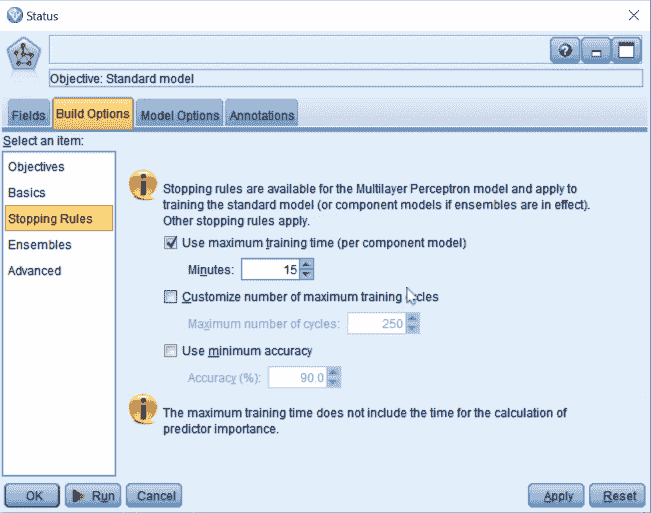 Status
Objective: Standard model
Fields Build Options Model Options Annotations
Select an item:
Objectives
Basics
Stopping Rules
Ensembles
Advanced
Stopping rules are available for the Multilayer Perceptron model and apply to
training the standard model (or component models if ensembles are in effect).
Other stopping rules apply.
Use maximum training time (per component model)
Minutes: 15
Customize number of maximum training cycles
Maximum number of cycles: 250
Use minimum accuracy
Accuracy (%): 90.0
The maximum training time does not include the time for the calculation of
predictor importance.
OK Run Cancel Apply Reset